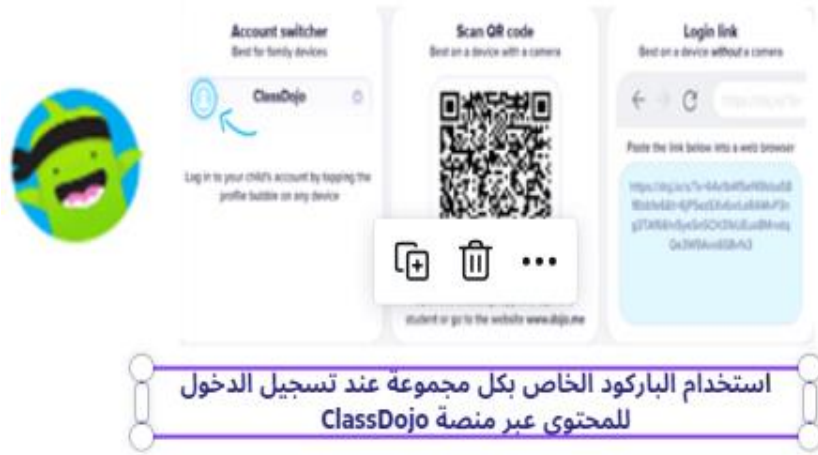 Account switcher
Best for family devices
ClassDojo
Log in to your child's account by tapping the
profile bubble on any device
Scan QR code
Best on a device with a camera
student or go to the website www.dojo.me
Login link
Best on a device without a camera
Paste the link below into a web browser
استخدام الباركود الخاص بكل مجموعة عند تسجيل الدخول
للمحتوى عبر منصة ClassDojo